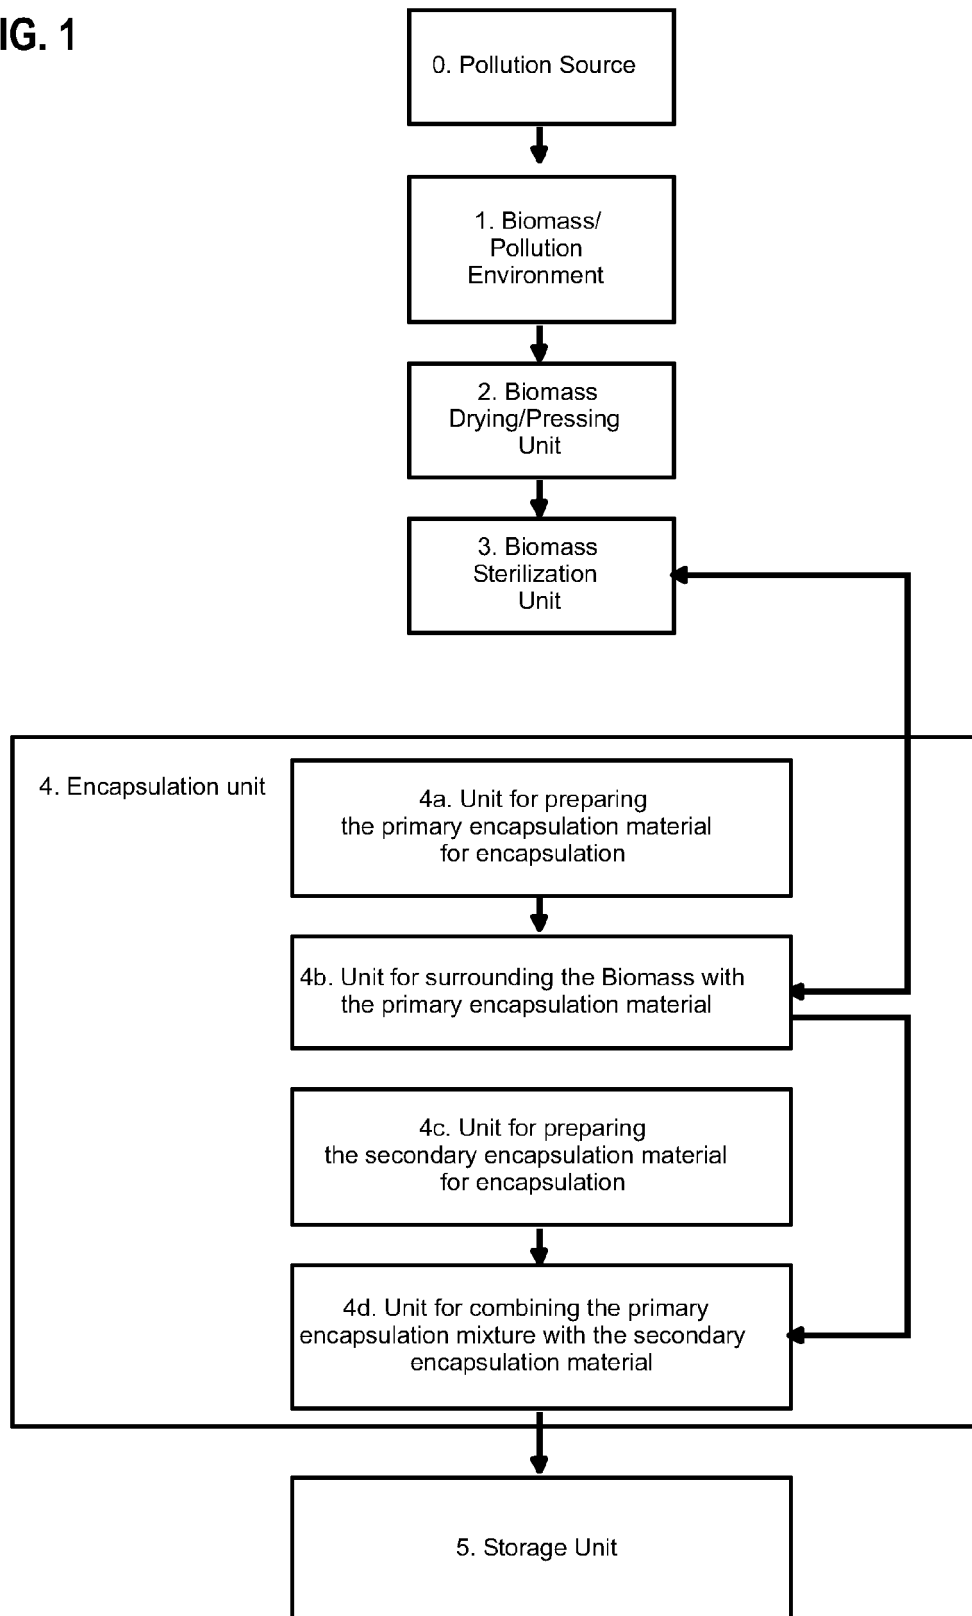 IG. 1
0. Pollution Source
1. Biomass/
Pollution
Environment
2. Biomass
Drying/Pressing
Unit
3. Biomass
Sterilization
Unit
4. Encapsulation unit
4a. Unit for preparing
the primary encapsulation material
for encapsulation
4b. Unit for surrounding the Biomass with
the primary encapsulation material
4c. Unit for preparing
the secondary encapsulation material
for encapsulation
4d. Unit for combining the primary
encapsulation mixture with the secondary
encapsulation material
5. Storage Unit